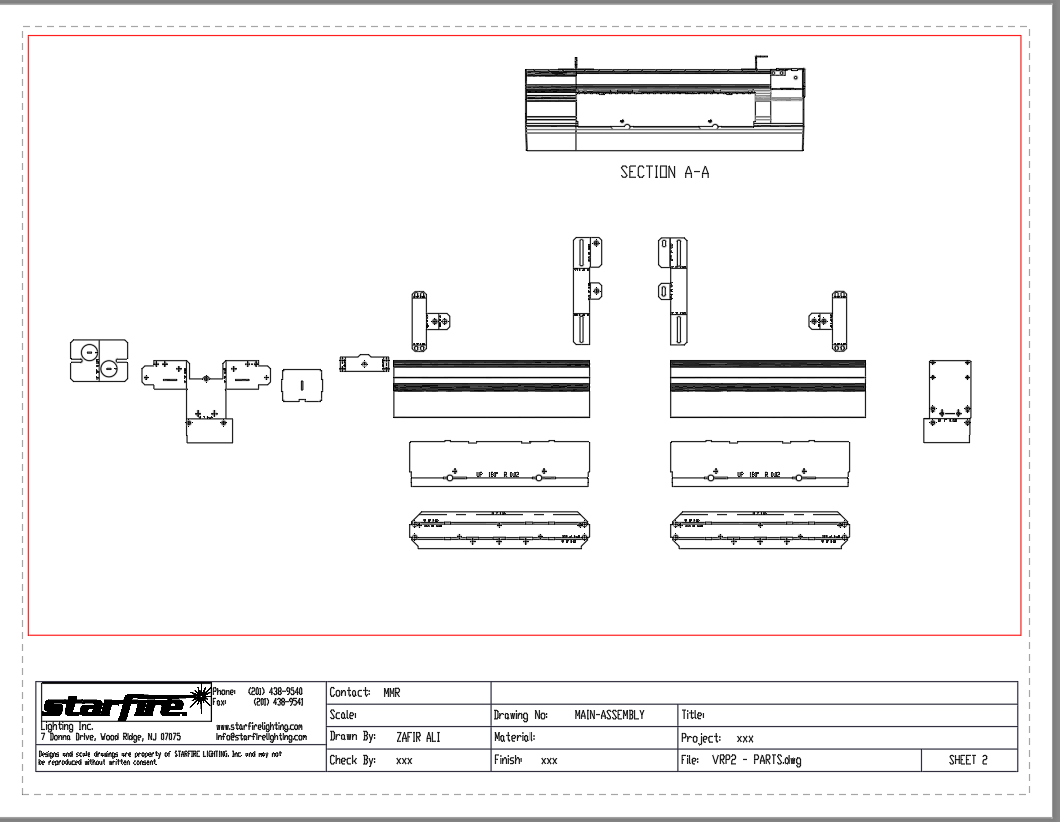 SECTION A-A
UP 180° R 0.02
UP 180° R 0.02
starfire
Lighting Inc.
7 Donna Drive, Wood Ridge, NJ 07075
Phone: (201) 438-9540
Fax: (201) 438-9541
www.starfirelighting.com
info@starfirelighting.com
Designs and scale drawings are property of STARFIRE LIGHTING, Inc. and may not
be reproduced without written consent.
Contact: MMR
Scale:
Drawing No: MAIN-ASSEMBLY
Title:
Drawn By: ZAFIR ALI
Material:
Project: xxx
Check By: xxx
Finish: xxx
File: VRP2 - PARTS.dwg
SHEET 2